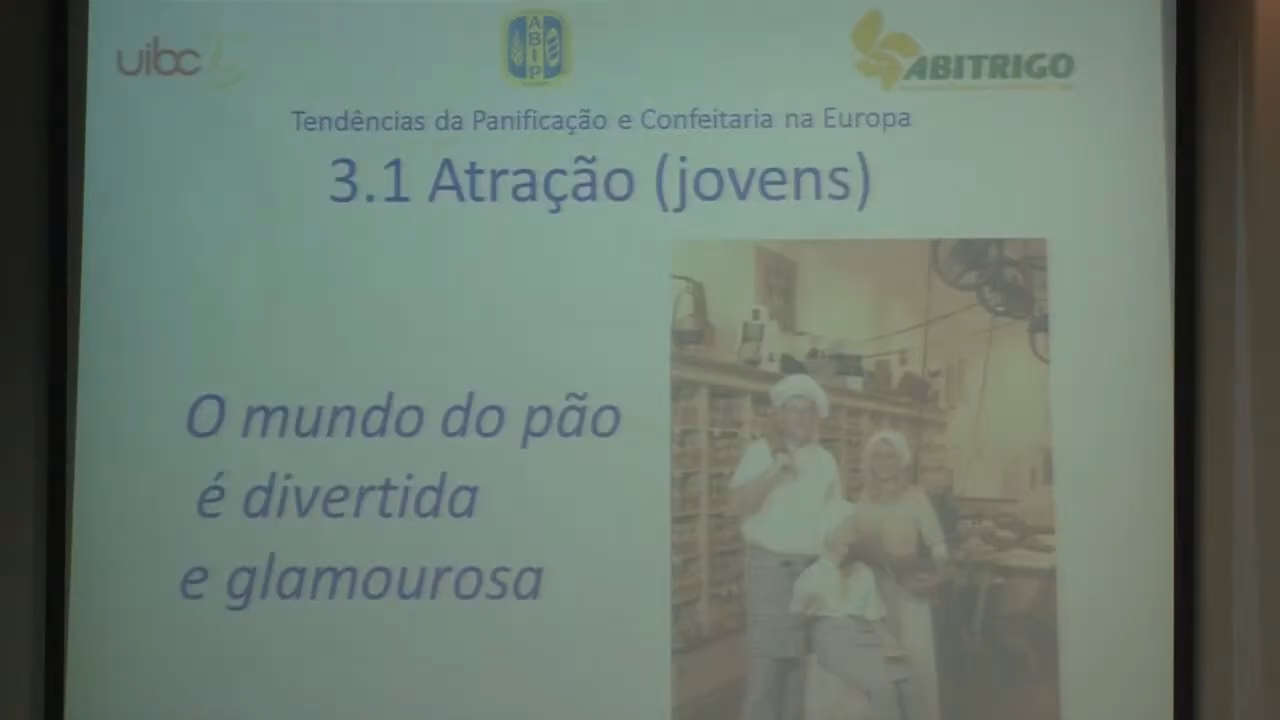 uibc
ABIP
ABITRIGO
Tendências da Panificação e Confeitaria na Europa
3.1 Atração (jovens)
O mundo do pão
é divertida
e glamourosa